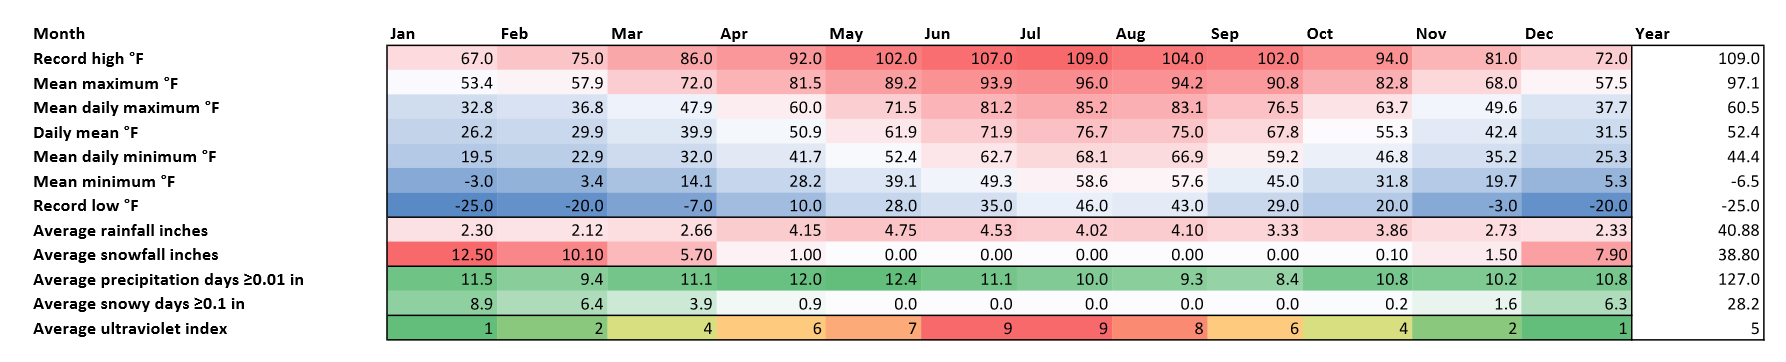 Month Jan Feb Mar Apr May Jun Jul Aug Sep Oct Nov Dec Year
Record high °F 67.0 75.0 86.0 92.0 102.0 107.0 109.0 104.0 102.0 94.0 81.0 72.0 109.0
Mean maximum °F 53.4 57.9 72.0 81.5 89.2 93.9 96.0 94.2 90.8 82.8 68.0 57.5 97.1
Mean daily maximum °F 32.8 36.8 47.9 60.0 71.5 81.2 85.2 83.1 76.5 63.7 49.6 37.7 60.5
Daily mean °F 26.2 29.9 39.9 50.9 61.9 71.9 76.7 75.0 67.8 55.3 42.4 31.5 52.4
Mean daily minimum °F 19.5 22.9 32.0 41.7 52.4 62.7 68.1 66.9 59.2 46.8 35.2 25.3 44.4
Mean minimum °F -3.0 3.4 14.1 28.2 39.1 49.3 58.6 57.6 45.0 31.8 19.7 5.3 -6.5
Record low °F -25.0 -20.0 -7.0 10.0 28.0 35.0 46.0 43.0 29.0 20.0 -3.0 -20.0 -25.0
Average rainfall inches 2.30 2.12 2.66 4.15 4.75 4.53 4.02 4.10 3.33 3.86 2.73 2.33 40.88
Average snowfall inches 12.50 10.10 5.70 1.00 0.00 0.00 0.00 0.00 0.00 0.10 1.50 7.90 38.80
Average precipitation days ≥0.01 in 11.5 9.4 11.1 12.0 12.4 11.1 10.0 9.3 8.4 10.8 10.2 10.8 127.0
Average snowy days ≥0.1 in 8.9 6.4 3.9 0.9 0.0 0.0 0.0 0.0 0.0 0.2 1.6 6.3 28.2
Average ultraviolet index 1 2 4 6 7 9 9 8 6 4 2 1 5